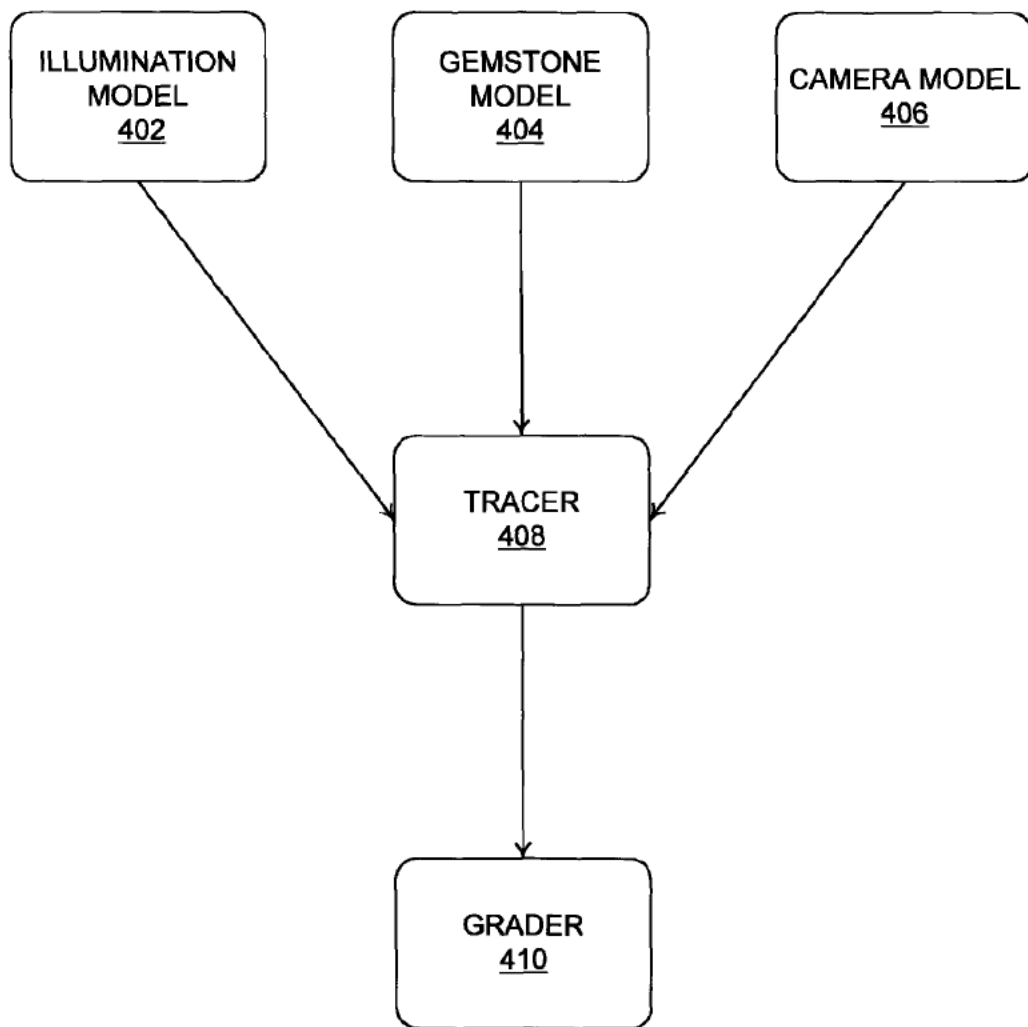 ILLUMINATION
MODEL
402
GEMSTONE
MODEL
404
CAMERA MODEL
406
TRACER
408
GRADER
410